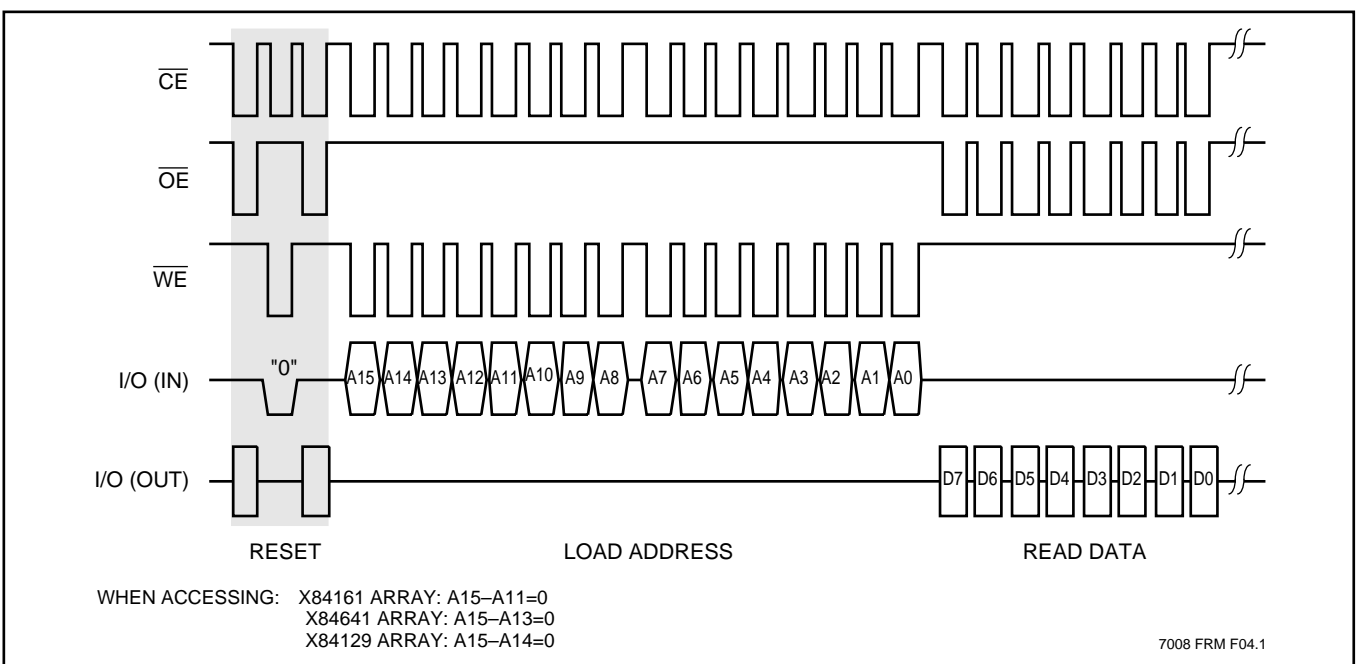 CE
OE
WE
I/O (IN) "0" A15 A14 A13 A12 A11 A10 A9 A8 A7 A6 A5 A4 A3 A2 A1 A0
I/O (OUT) D7 D6 D5 D4 D3 D2 D1 D0
RESET LOAD ADDRESS READ DATA
WHEN ACCESSING: X84161 ARRAY: A15–A11=0
X84641 ARRAY: A15–A13=0
X84129 ARRAY: A15–A14=0
7008 FRM F04.1